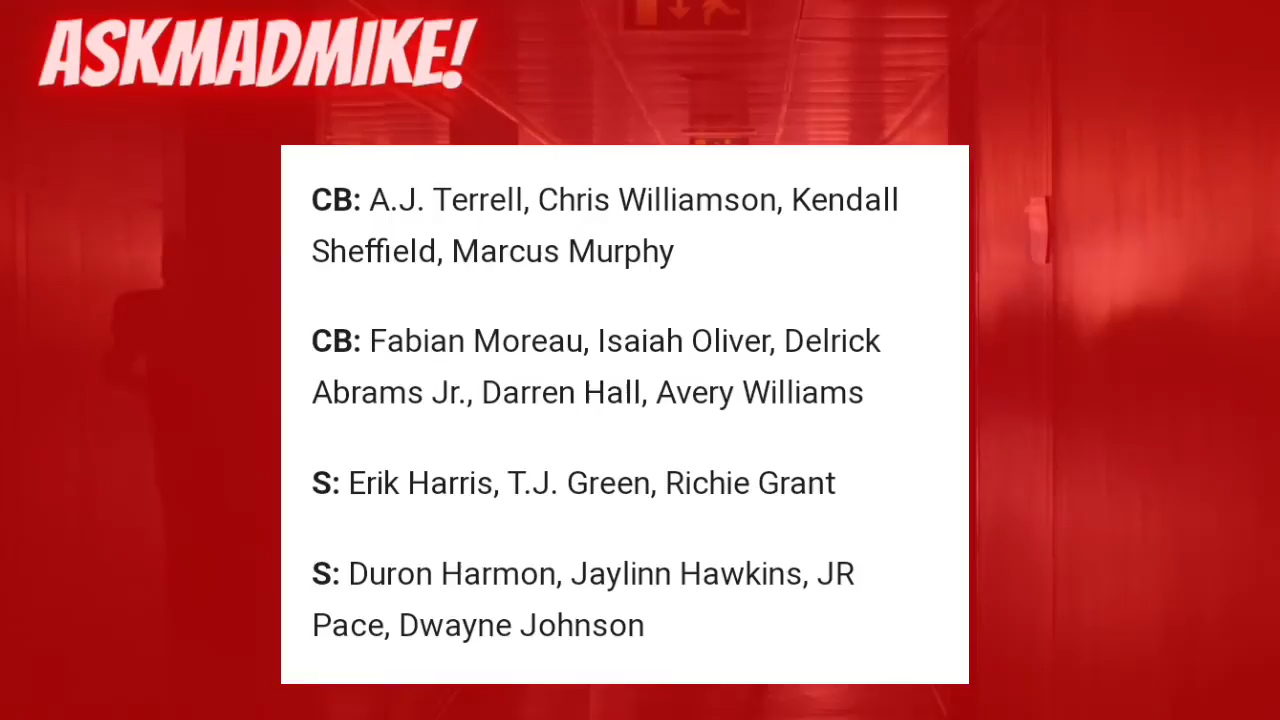 ASKMADMIKE!
CB: A.J. Terrell, Chris Williamson, Kendall
Sheffield, Marcus Murphy
CB: Fabian Moreau, Isaiah Oliver, Delrick
Abrams Jr., Darren Hall, Avery Williams
S: Erik Harris, T.J. Green, Richie Grant
S: Duron Harmon, Jaylinn Hawkins, JR
Pace, Dwayne Johnson